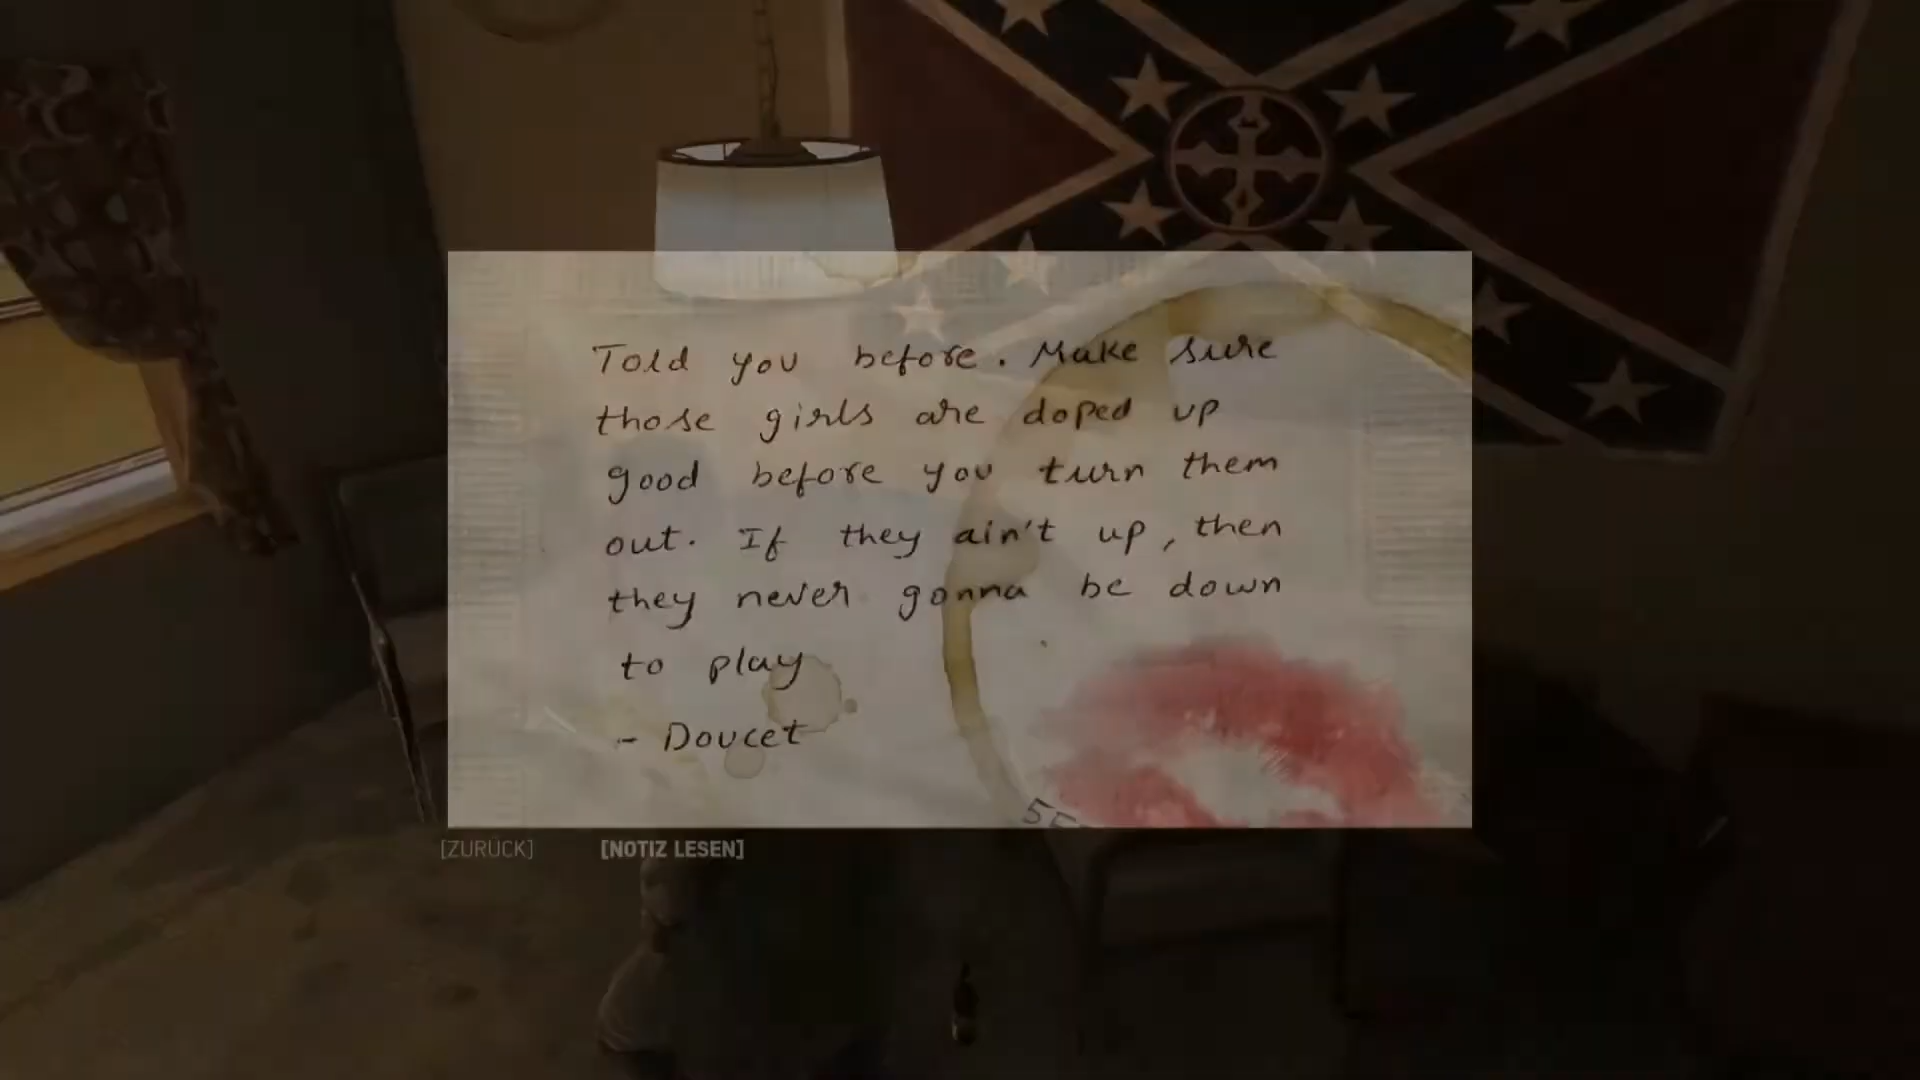 Told you before. Make sure
those girls are doped up
good before you turn them
out. If they ain't up, then
they never gonna be down
to play
- Doucet
[ZURÜCK] [NOTIZ LESEN]